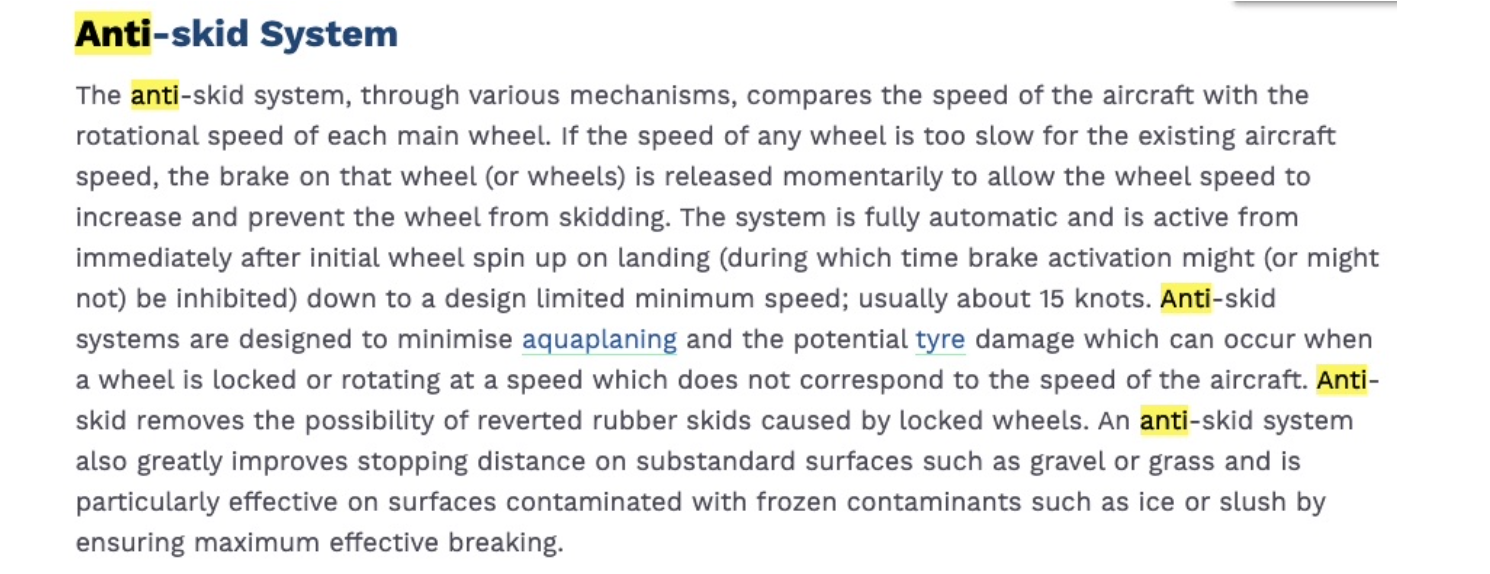 Anti-skid System
The anti-skid system, through various mechanisms, compares the speed of the aircraft with the
rotational speed of each main wheel. If the speed of any wheel is too slow for the existing aircraft
speed, the brake on that wheel (or wheels) is released momentarily to allow the wheel speed to
increase and prevent the wheel from skidding. The system is fully automatic and is active from
immediately after initial wheel spin up on landing (during which time brake activation might (or might
not) be inhibited) down to a design limited minimum speed; usually about 15 knots. Anti-skid
systems are designed to minimise aquaplaning and the potential tyre damage which can occur when
a wheel is locked or rotating at a speed which does not correspond to the speed of the aircraft. Anti-
skid removes the possibility of reverted rubber skids caused by locked wheels. An anti-skid system
also greatly improves stopping distance on substandard surfaces such as gravel or grass and is
particularly effective on surfaces contaminated with frozen contaminants such as ice or slush by
ensuring maximum effective breaking.